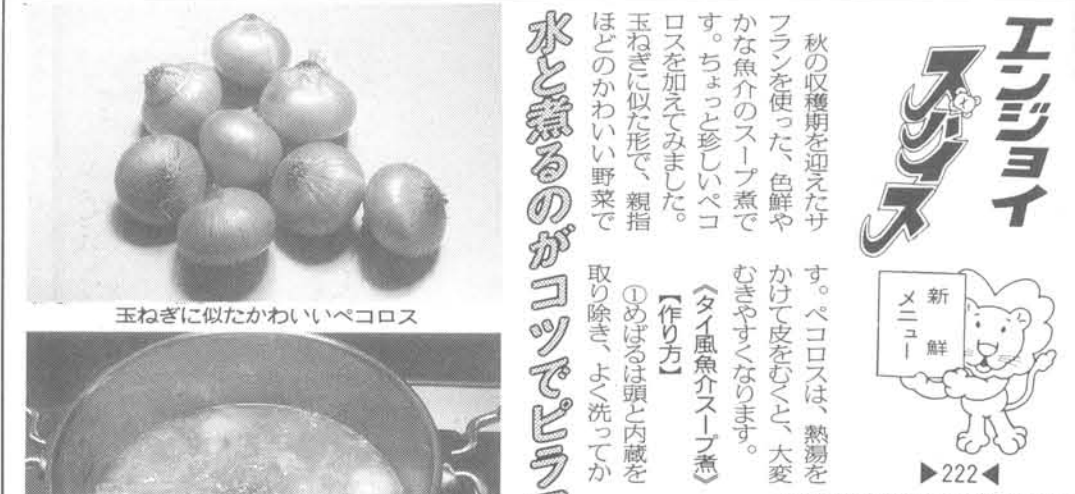 エンジョイ
スパイス
新鮮
メニュー
▶222◀
秋の収穫期を迎えたサ
フランを使った、色鮮や
かな魚介のスープ煮で
す。ちょっと珍しいペコ
ロスを加えてみました。
玉ねぎに似た形で、親指
ほどのかわいい野菜で
す。ペコロスは、熱湯を
かけて皮をむくと、大変
むきやすくなります。
《タイ風魚介スープ煮》
【作り方】
①めばるは頭と内蔵を
取り除き、よく洗ってか
水と煮るのがコツでピラ
玉ねぎに似たかわいいペコロス